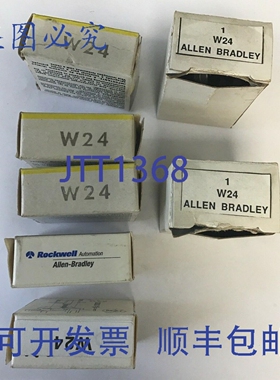 盗图必究
W24
1
W24
ALLEN BRADLEY
W24
W24
JTT1368
1
W24
ALLEN BRADLEY
Rockwell Automation
Allen-Bradley
W24
可开发票 顺丰包邮